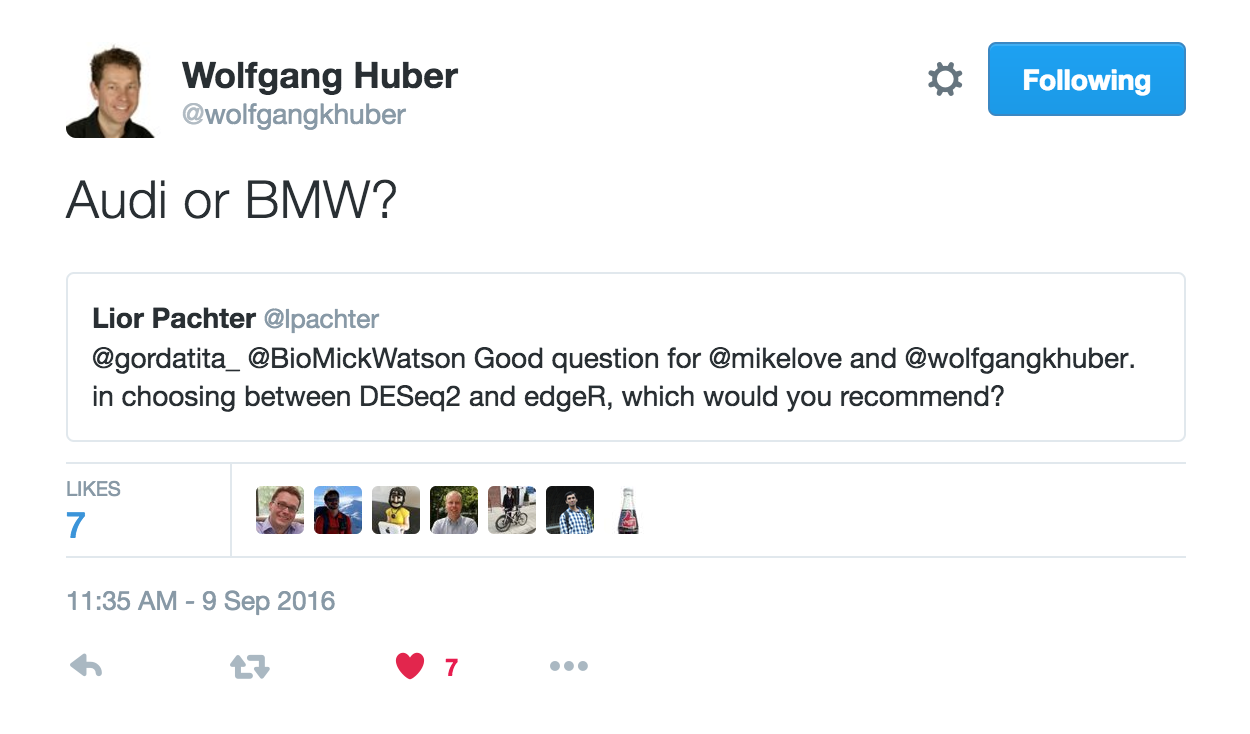 Wolfgang Huber
@wolfgangkhuber
Following
Audi or BMW?
Lior Pachter @lpachter
@gordatita_ @BioMickWatson Good question for @mikelove and @wolfgangkhuber.
in choosing between DESeq2 and edgeR, which would you recommend?
LIKES
7
11:35 AM - 9 Sep 2016
7